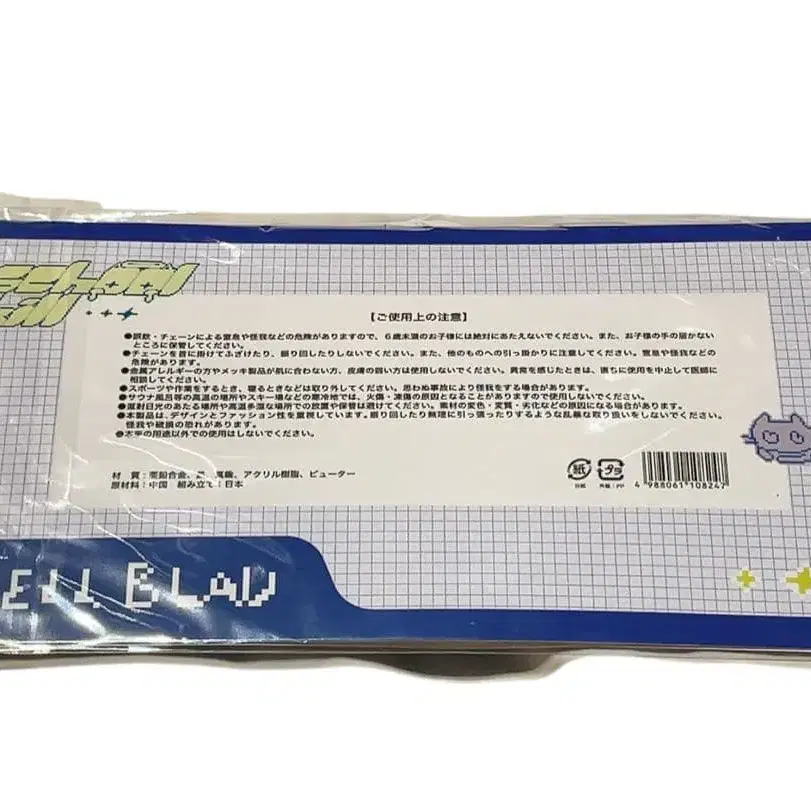 school
【ご使用上の注意】
●誤飲・チェーンによる窒息や怪我などの危険がありますので、6歳未満のお子様には絶対にあたえないでください。また、お子様の手の届かない
ところに保管してください。
●チェーンを首に掛けてふざけたり、振り回したりしないでください。また、他のものへの引っ掛かりに注意してください。窒息や怪我などの
危険があります。
●金属アレルギーの方やメッキ製品が肌に合わない方、皮膚の弱い方は使用しないでください。異常を感じたときは、直ちに使用を中止して医師に
相談してください。
●スポーツや作業をするとき、寝るときなどは取り外してください。思わぬ事故により怪我をする場合があります。
●サウナ風呂等の高温の場所やスキー場などの寒冷地では、火傷・凍傷の原因となることがありますので使用しないでください。
●直射日光のあたる場所や高温多湿な場所での放置や保管は避けてください。素材の変色・変質・劣化などの原因になる場合があります。
●本製品は、デザインとファッション性を重視しています。振り回したり無理に引っ張ったりするような乱暴な取り扱いをしないでください。
怪我や破損の恐れがあります。
●本来の用途以外での使用はしないでください。
材 質:亜鉛合金、真鍮、アクリル樹脂、ピューター
原材料:中国 組み立て:日本
紙 プラ
台紙 外袋:PP
4 988061 108247
ELL BLAU